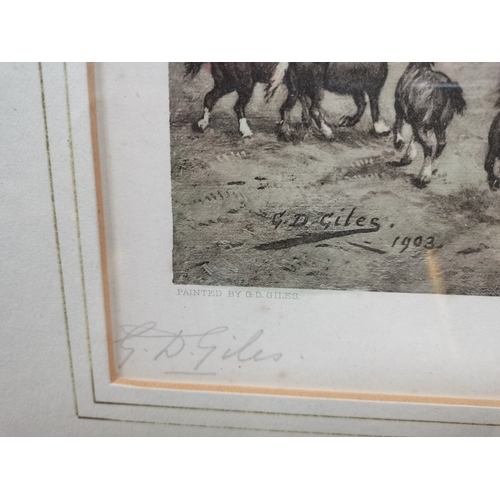 G.D. Giles.
1903.
PAINTED BY G.D. GILES
G. D. Giles.